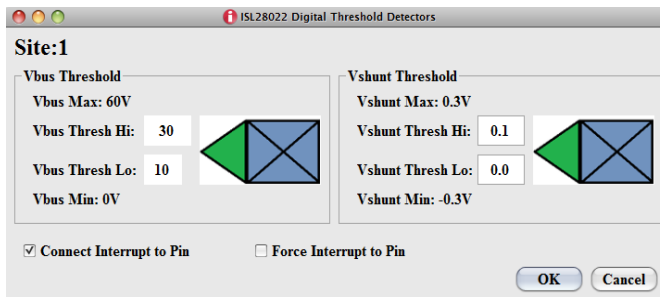 ISL28022 Digital Threshold Detectors
Site:1
Vbus Threshold
Vbus Max: 60V
Vbus Thresh Hi: 30
Vbus Thresh Lo: 10
Vbus Min: 0V
Vshunt Threshold
Vshunt Max: 0.3V
Vshunt Thresh Hi: 0.1
Vshunt Thresh Lo: 0.0
Vshunt Min: -0.3V
Connect Interrupt to Pin
Force Interrupt to Pin
OK
Cancel